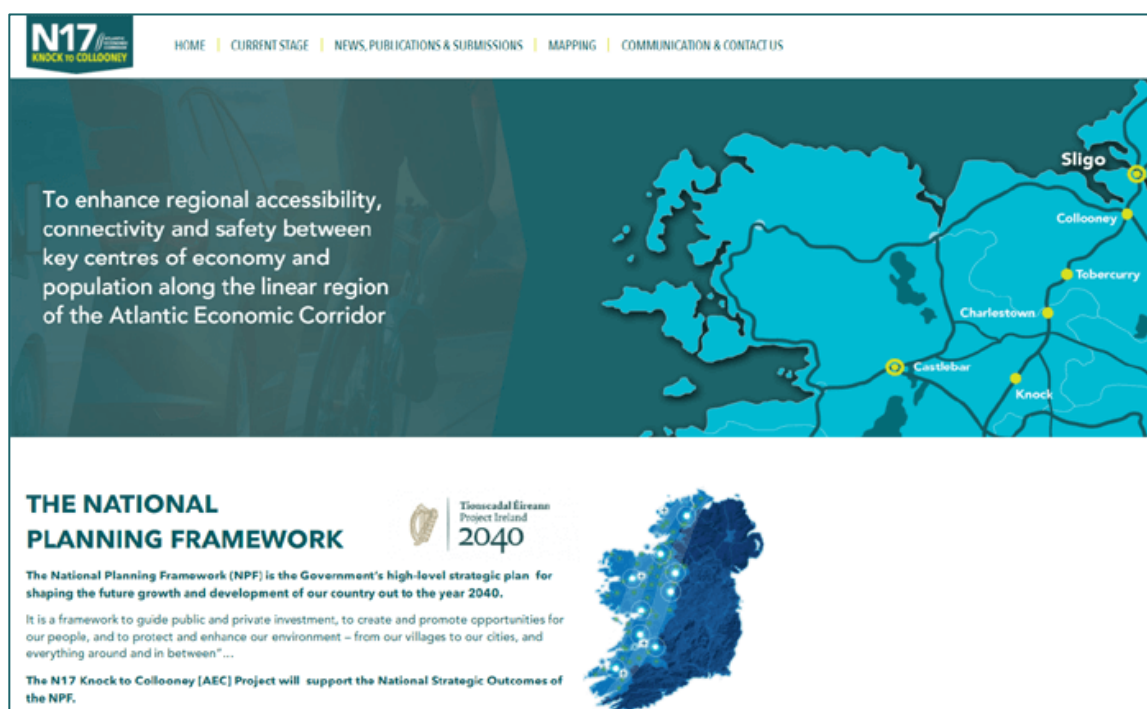 N17 ATLANTIC ECONOMIC CORRIDOR
KNOCK to COLLOONEY
HOME | CURRENT STAGE | NEWS, PUBLICATIONS & SUBMISSIONS | MAPPING | COMMUNICATION & CONTACT US
To enhance regional accessibility,
connectivity and safety between
key centres of economy and
population along the linear region
of the Atlantic Economic Corridor
Sligo
Collooney
Tobercurry
Charlestown
Castlebar
Knock
THE NATIONAL
PLANNING FRAMEWORK
Tionscadal Éireann
Project Ireland
2040
The National Planning Framework (NPF) is the Government's high-level strategic plan for
shaping the future growth and development of our country out to the year 2040.
It is a framework to guide public and private investment, to create and promote opportunities for
our people, and to protect and enhance our environment – from our villages to our cities, and
everything around and in between”...
The N17 Knock to Collooney [AEC] Project will support the National Strategic Outcomes of
the NPF.